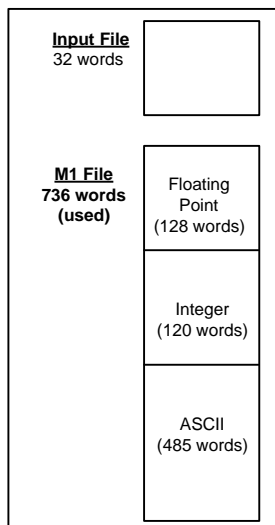 Input File
32 words
M1 File
736 words
(used)
Floating
Point
(128 words)
Integer
(120 words)
ASCII
(485 words)